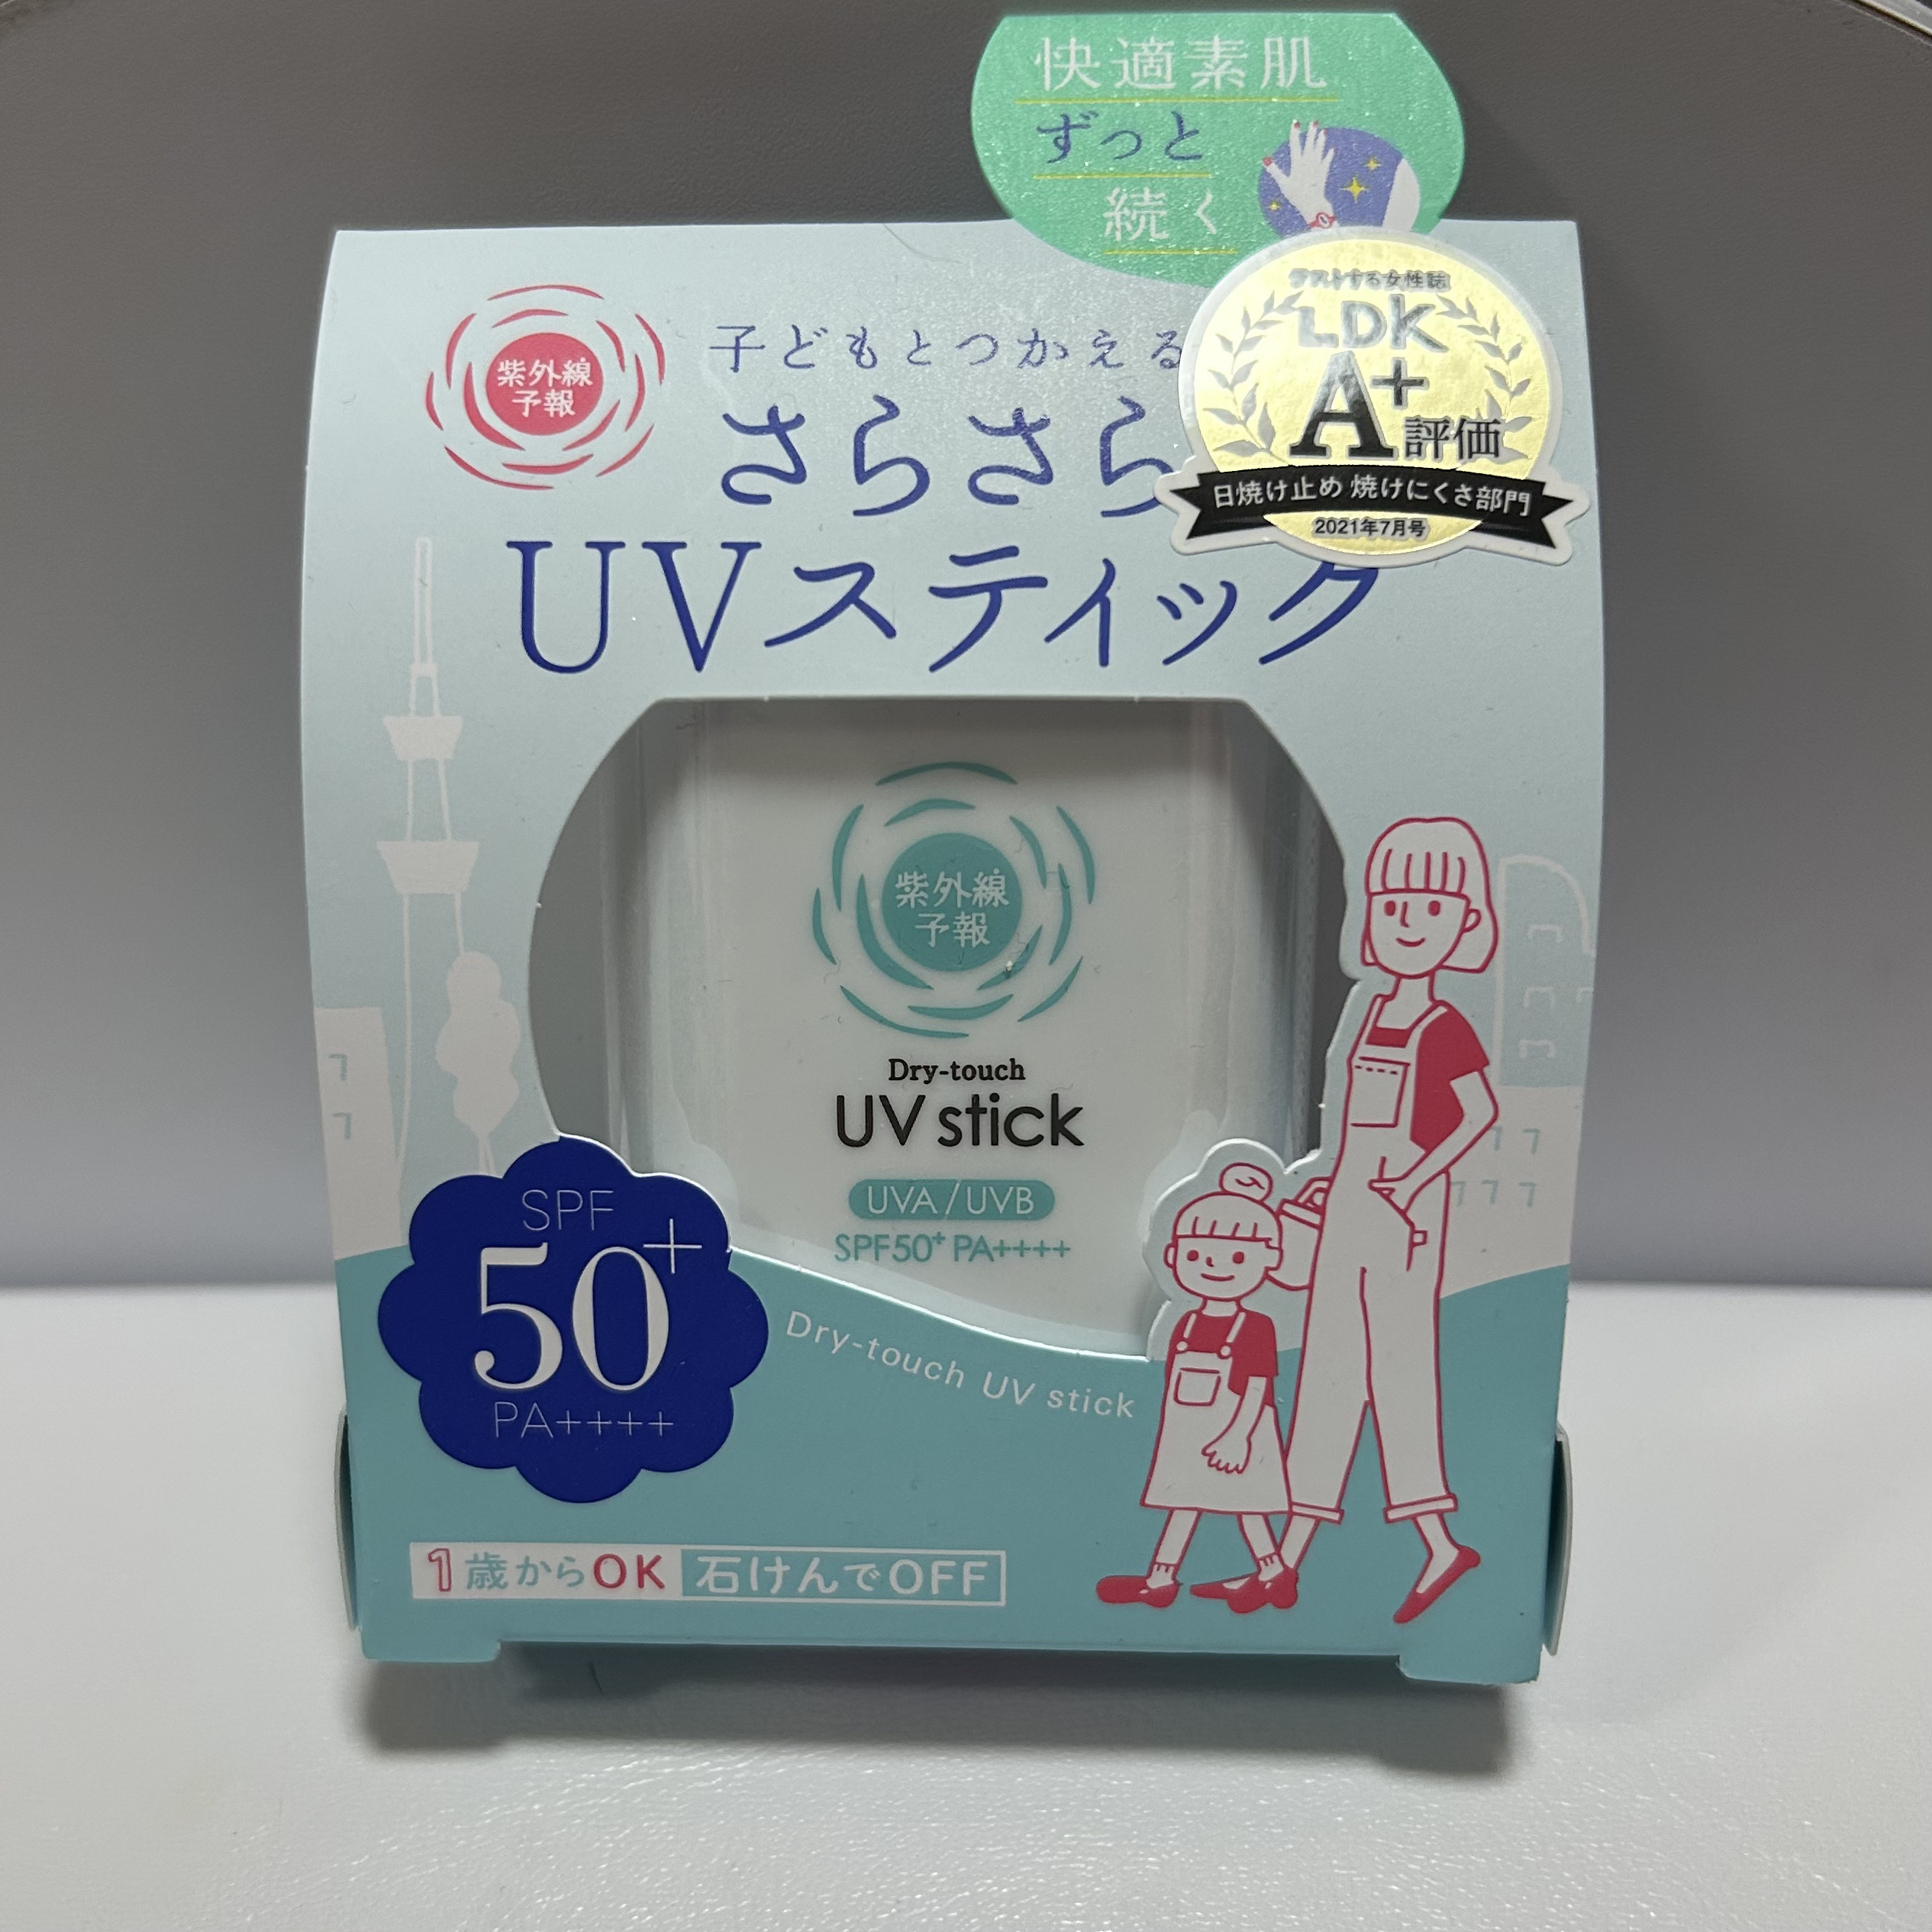 快適素肌
ずっと
続く
テストする女性誌
LDK
A+評価
日焼け止め 焼けにくさ部門
2021年7月号
紫外線
予報
子どもとつかえる
さらさら
UVスティック
紫外線
予報
Dry-touch
UV stick
UVA/UVB
SPF50+ PA++++
SPF
50+
PA++++
Dry-touch UV stick
1歳からOK 石けんでOFF